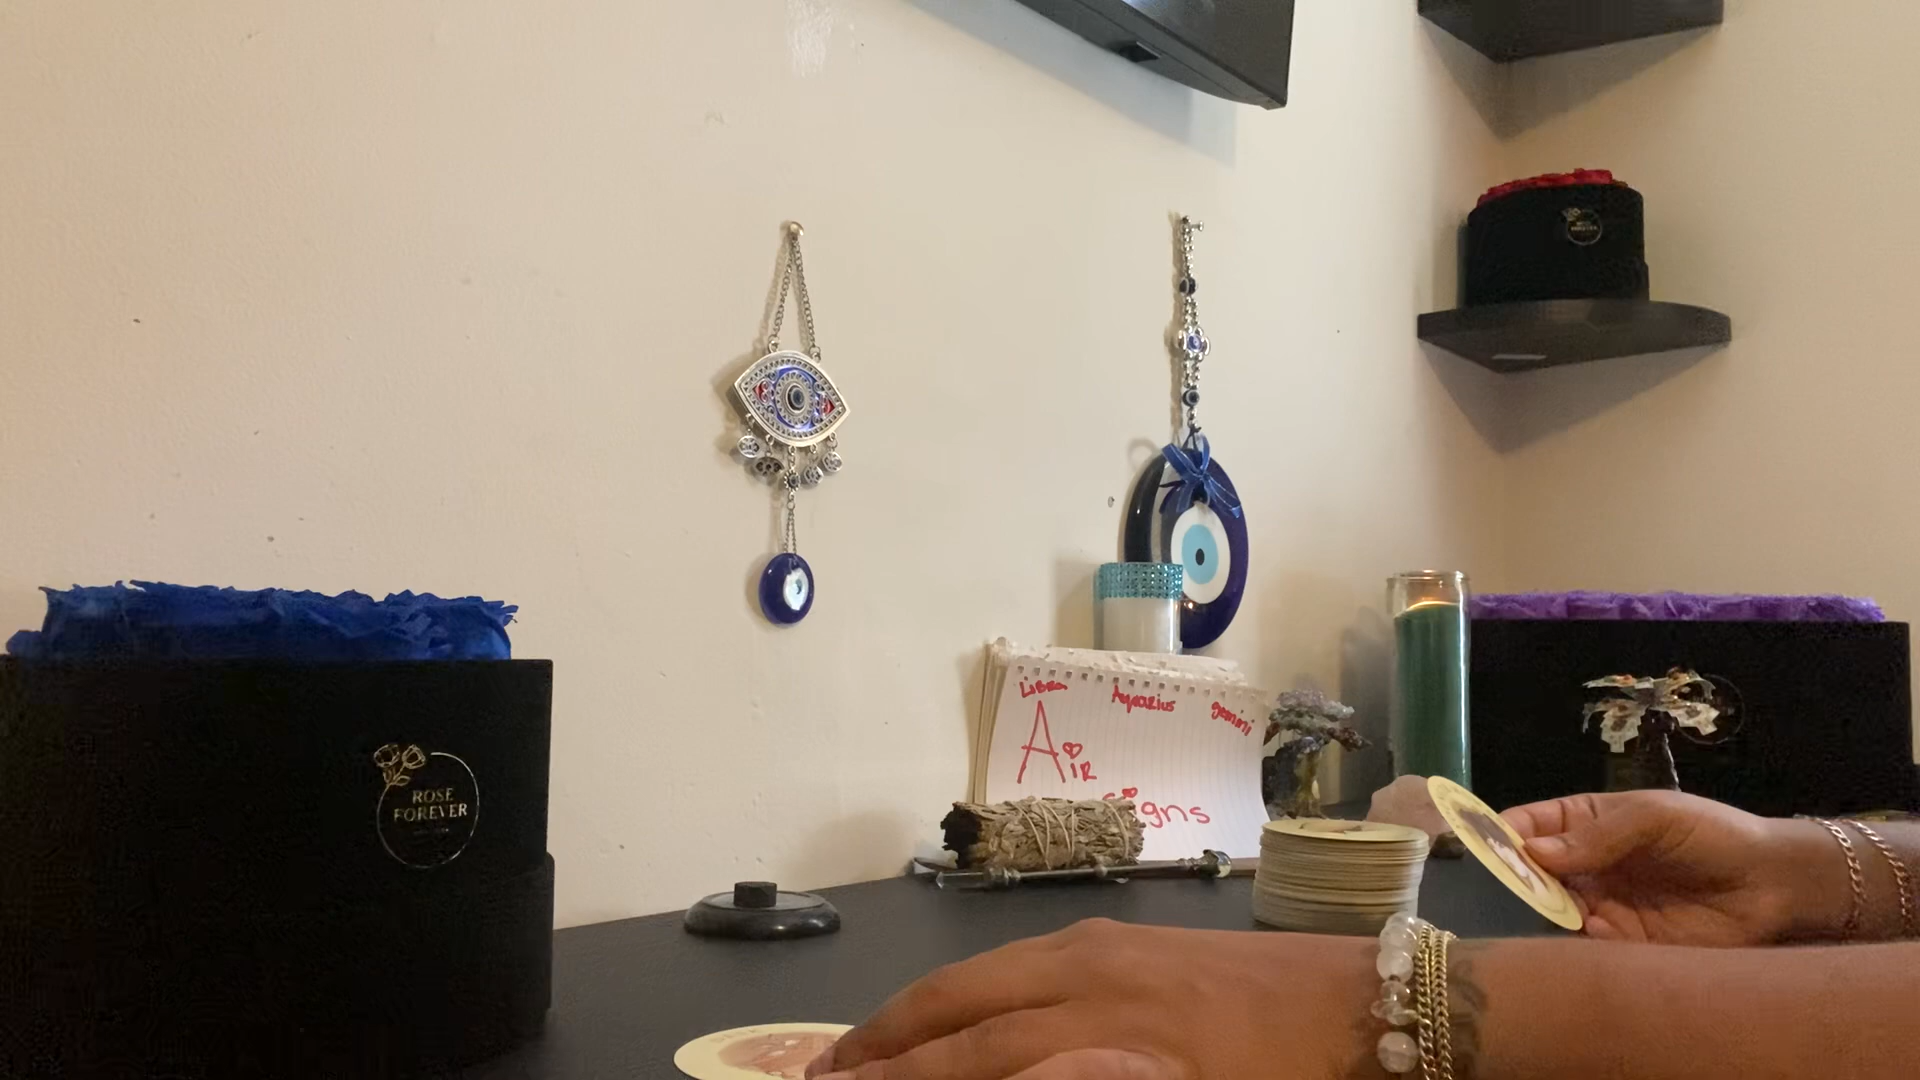 Libra Aquarius gemini
Air
signs
ROSE
FOREVER